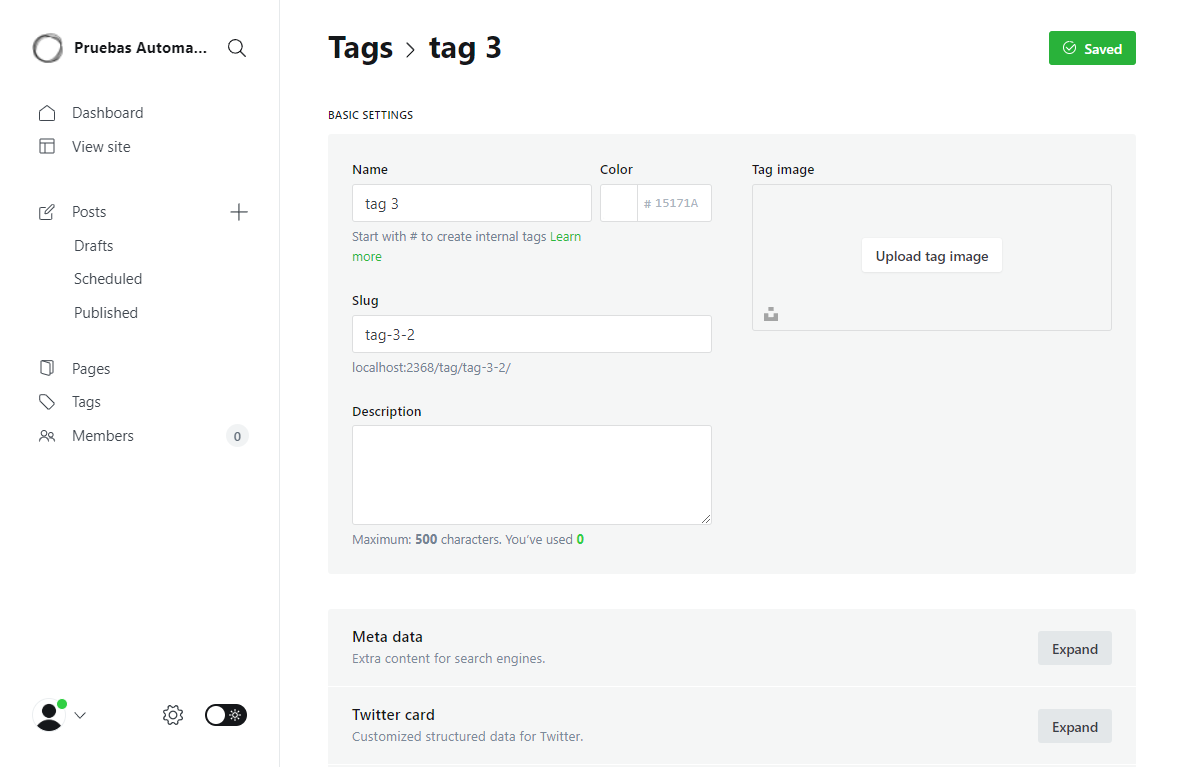 Pruebas Automa...
Dashboard
View site
Posts
Drafts
Scheduled
Published
Pages
Tags
Members
0
Tags > tag 3
Saved
BASIC SETTINGS
Name
tag 3
Start with # to create internal tags Learn
more
Color
# 15171A
Slug
tag-3-2
localhost:2368/tag/tag-3-2/
Description
Maximum: 500 characters. You’ve used 0
Tag image
Upload tag image
Meta data
Extra content for search engines.
Expand
Twitter card
Customized structured data for Twitter.
Expand